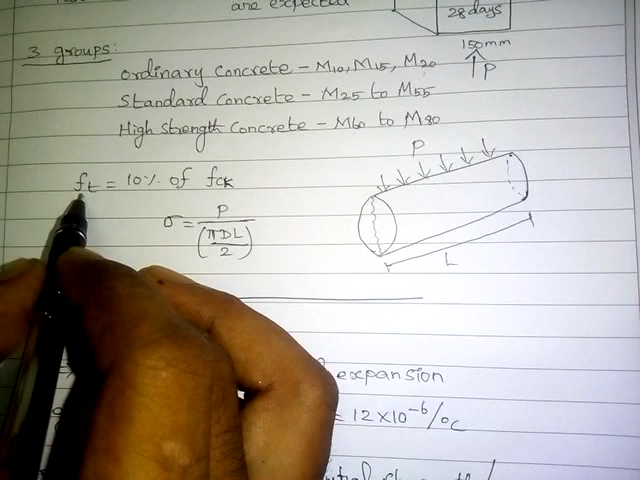 are expected
28 days
150mm
P
3 groups:
ordinary concrete - M10, M15, M20
Standard concrete - M25 to M55
High Strength Concrete - M60 to M80
P
ft = 10% of fck
σ = P / (πDL / 2)
L
expansion
= 12 x 10^-6/°C